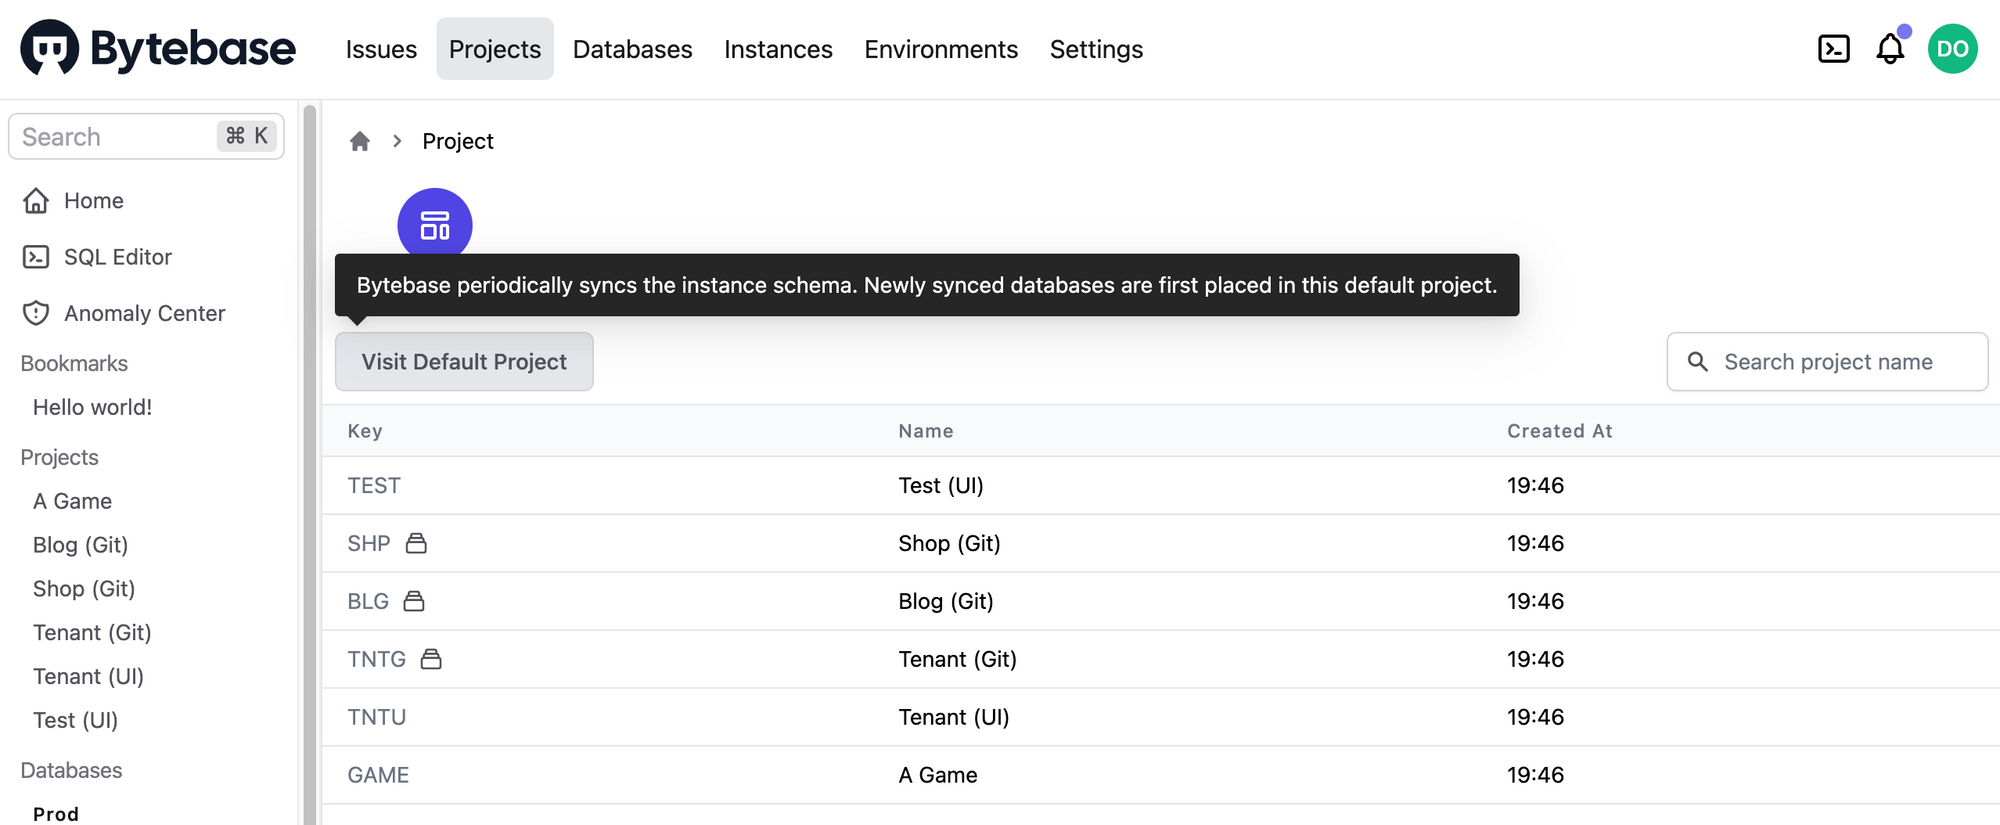 Bytebase
Issues Projects Databases Instances Environments Settings
DO
Search ⌘ K
Home
SQL Editor
Anomaly Center
Bookmarks
Hello world!
Projects
A Game
Blog (Git)
Shop (Git)
Tenant (Git)
Tenant (UI)
Test (UI)
Databases
Prod
Project
Bytebase periodically syncs the instance schema. Newly synced databases are first placed in this default project.
Visit Default Project
Search project name
Key Name Created At
TEST Test (UI) 19:46
SHP Shop (Git) 19:46
BLG Blog (Git) 19:46
TNTG Tenant (Git) 19:46
TNTU Tenant (UI) 19:46
GAME A Game 19:46